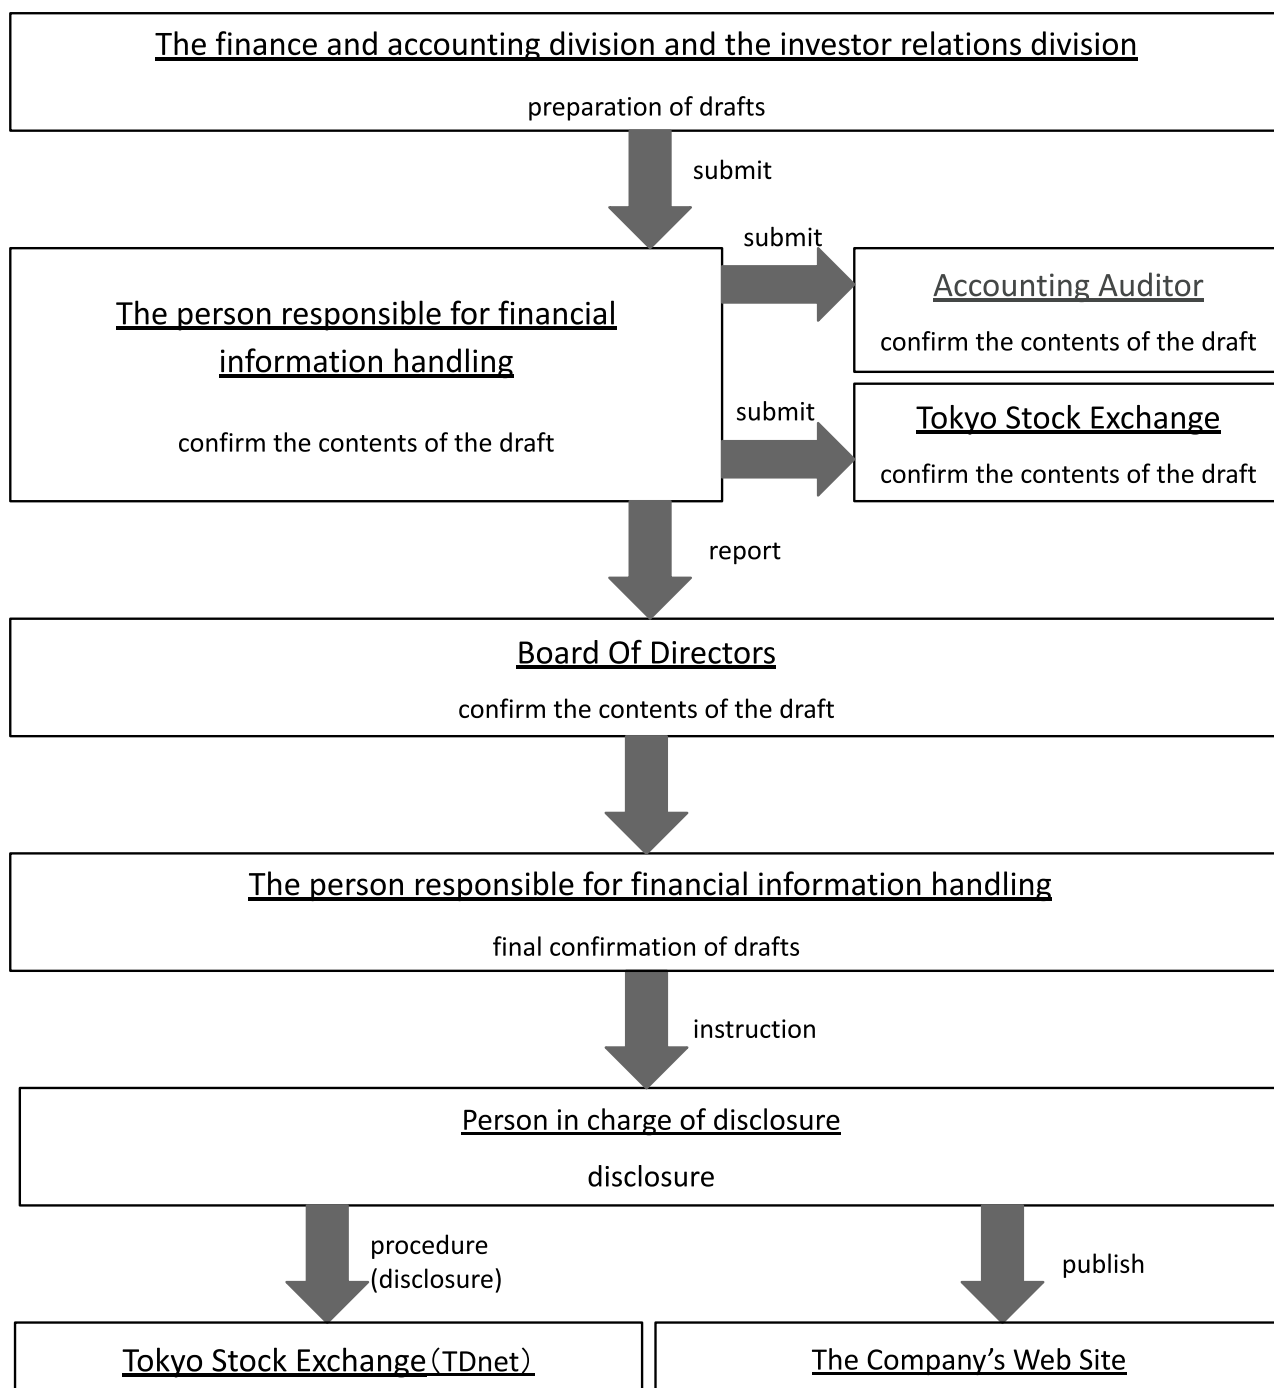 The finance and accounting division and the investor relations division
preparation of drafts
submit
submit
The person responsible for financial
information handling
confirm the contents of the draft
Accounting Auditor
confirm the contents of the draft
submit
Tokyo Stock Exchange
confirm the contents of the draft
report
Board Of Directors
confirm the contents of the draft
The person responsible for financial information handling
final confirmation of drafts
instruction
Person in charge of disclosure
disclosure
procedure
(disclosure)
publish
Tokyo Stock Exchange（TDnet）
The Company’s Web Site